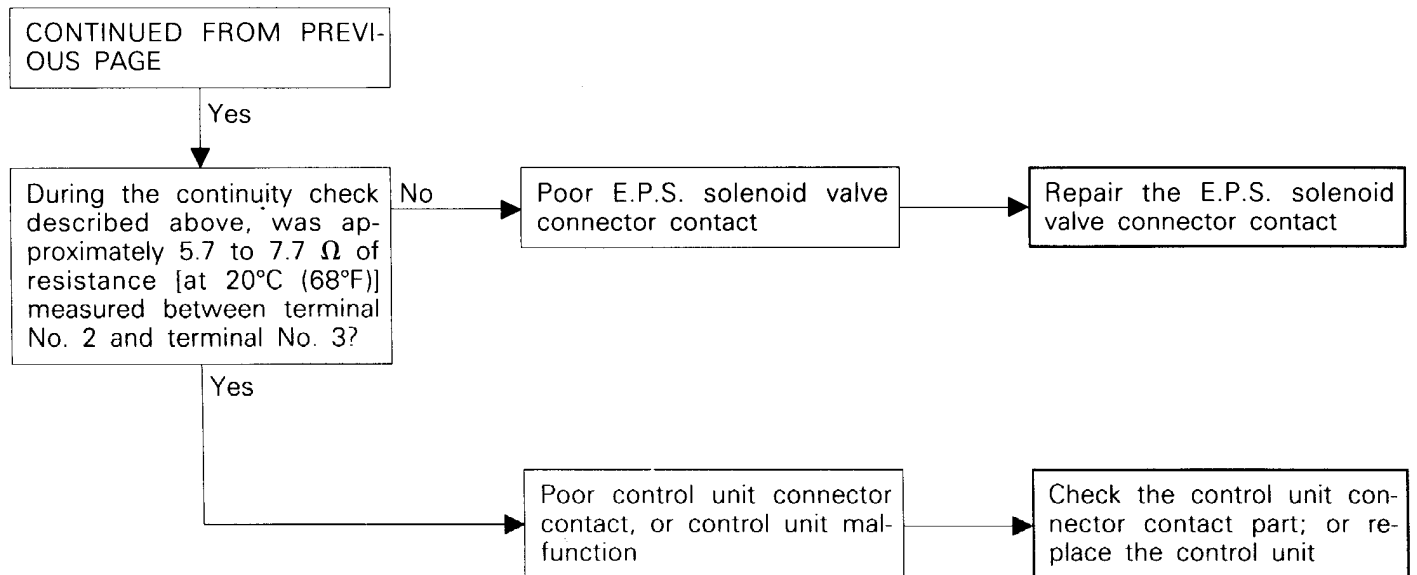 CONTINUED FROM PREVI-
OUS PAGE
Yes
During the continuity check
described above, was ap-
proximately 5.7 to 7.7 Ω of
resistance [at 20°C (68°F)]
measured between terminal
No. 2 and terminal No. 3?
No
Poor E.P.S. solenoid valve
connector contact
Repair the E.P.S. solenoid
valve connector contact
Yes
Poor control unit connector
contact, or control unit mal-
function
Check the control unit con-
nector contact part; or re-
place the control unit